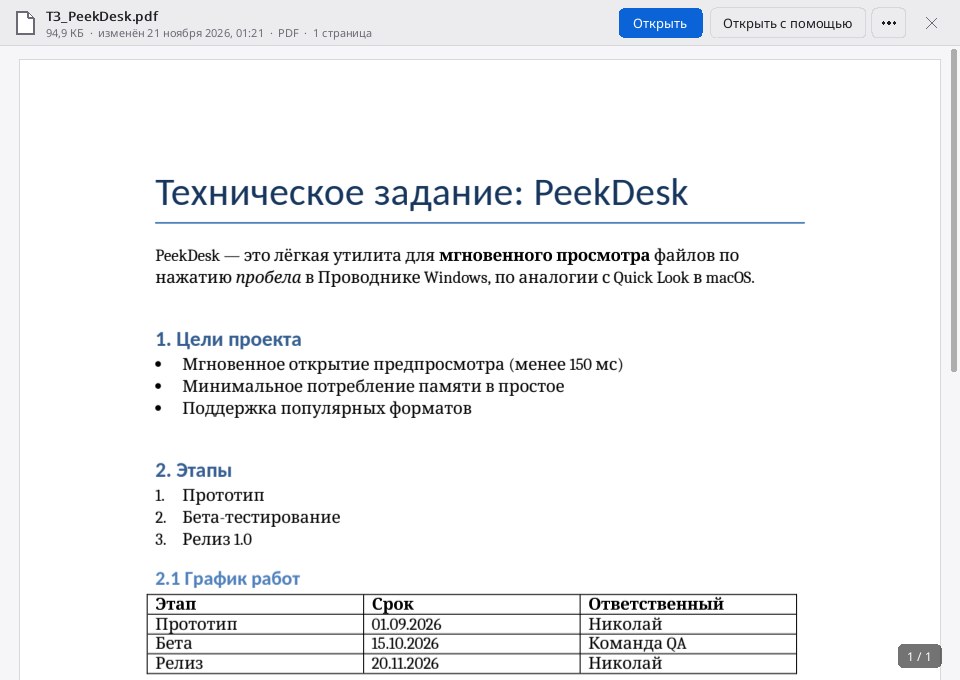 ТЗ_PeekDesk.pdf
94,9 КБ · изменён 21 ноября 2026, 01:21 · PDF · 1 страница
Открыть
Открыть с помощью
Техническое задание: PeekDesk
PeekDesk — это лёгкая утилита для мгновенного просмотра файлов по
нажатию пробела в Проводнике Windows, по аналогии с Quick Look в macOS.
1. Цели проекта
• Мгновенное открытие предпросмотра (менее 150 мс)
• Минимальное потребление памяти в простое
• Поддержка популярных форматов
2. Этапы
1. Прототип
2. Бета-тестирование
3. Релиз 1.0
2.1 График работ
Этап Срок Ответственный
Прототип 01.09.2026 Николай
Бета 15.10.2026 Команда QA
Релиз 20.11.2026 Николай
1 / 1